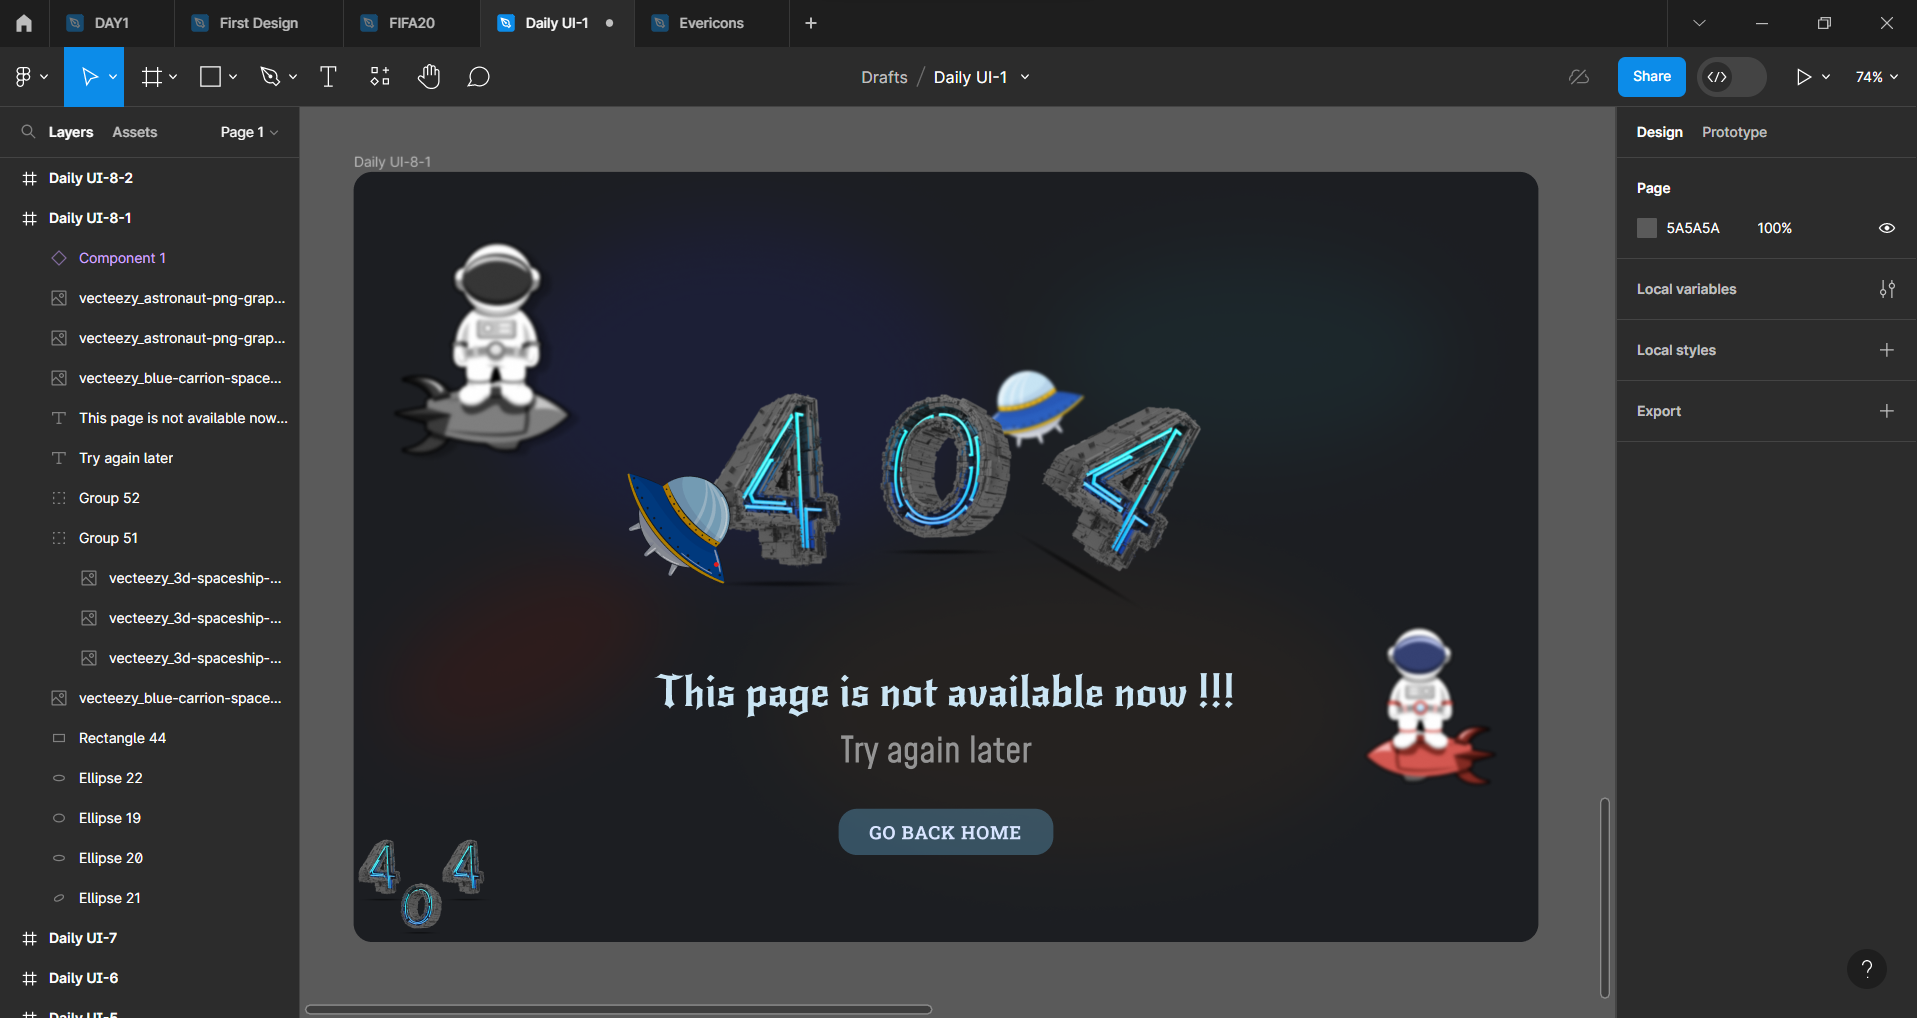 DAY1
First Design
FIFA20
Daily UI-1
Evericons
Drafts / Daily UI-1
Share
74%
Layers
Assets
Page 1
Daily UI-8-2
Daily UI-8-1
Component 1
vecteezy_astronaut-png-grap...
vecteezy_astronaut-png-grap...
vecteezy_blue-carrion-space...
This page is not available now...
Try again later
Group 52
Group 51
vecteezy_3d-spaceship-...
vecteezy_3d-spaceship-...
vecteezy_3d-spaceship-...
vecteezy_blue-carrion-space...
Rectangle 44
Ellipse 22
Ellipse 19
Ellipse 20
Ellipse 21
Daily UI-7
Daily UI-6
Daily UI-5
Daily UI-8-1
404
This page is not available now !!!
Try again later
GO BACK HOME
404
Design
Prototype
Page
5A5A5A
100%
Local variables
Local styles
Export
?